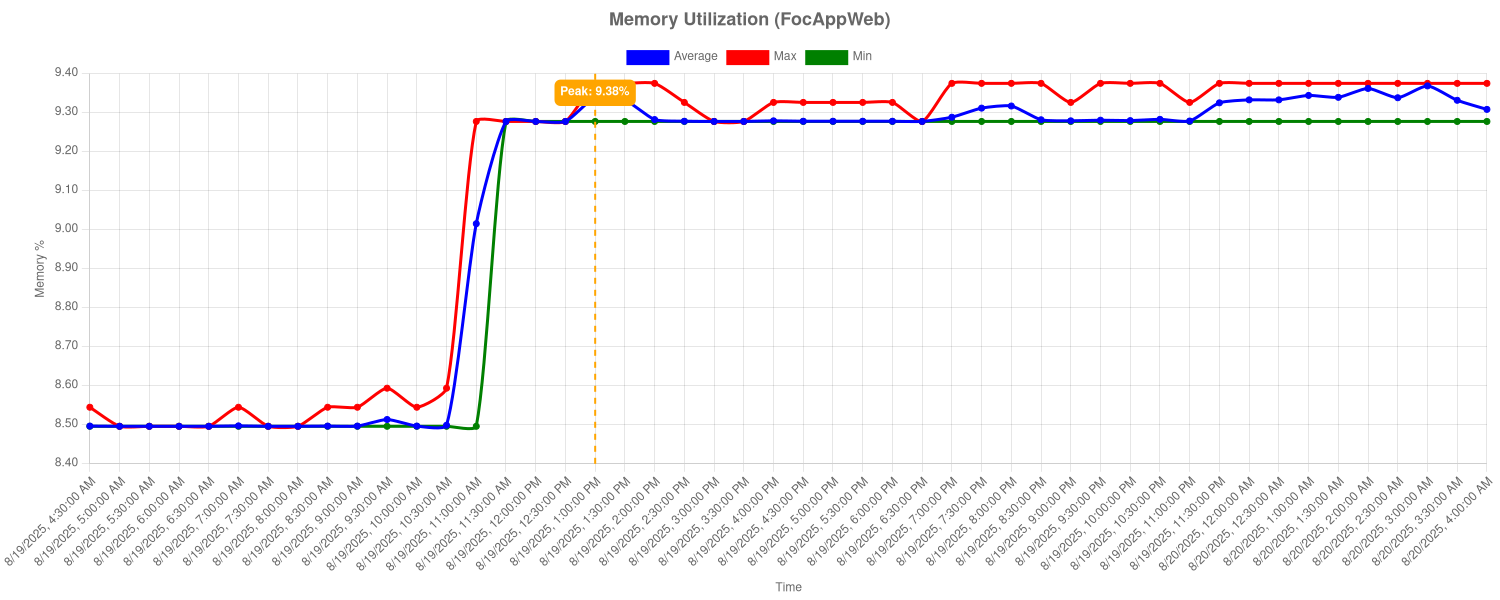 Memory Utilization (FocAppWeb)
Average Max Min
Peak: 9.38%
9.40
9.30
9.20
9.10
9.00
8.90
8.80
8.70
8.60
8.50
8.40
Memory %
8/19/2025, 4:30:00 AM
8/19/2025, 5:00:00 AM
8/19/2025, 5:30:00 AM
8/19/2025, 6:00:00 AM
8/19/2025, 6:30:00 AM
8/19/2025, 7:00:00 AM
8/19/2025, 7:30:00 AM
8/19/2025, 8:00:00 AM
8/19/2025, 8:30:00 AM
8/19/2025, 9:00:00 AM
8/19/2025, 9:30:00 AM
8/19/2025, 10:00:00 AM
8/19/2025, 10:30:00 AM
8/19/2025, 11:00:00 AM
8/19/2025, 11:30:00 AM
8/19/2025, 12:00:00 PM
8/19/2025, 12:30:00 PM
8/19/2025, 1:00:00 PM
8/19/2025, 1:30:00 PM
8/19/2025, 2:00:00 PM
8/19/2025, 2:30:00 PM
8/19/2025, 3:00:00 PM
8/19/2025, 3:30:00 PM
8/19/2025, 4:00:00 PM
8/19/2025, 4:30:00 PM
8/19/2025, 5:00:00 PM
8/19/2025, 5:30:00 PM
8/19/2025, 6:00:00 PM
8/19/2025, 6:30:00 PM
8/19/2025, 7:00:00 PM
8/19/2025, 7:30:00 PM
8/19/2025, 8:00:00 PM
8/19/2025, 8:30:00 PM
8/19/2025, 9:00:00 PM
8/19/2025, 9:30:00 PM
8/19/2025, 10:00:00 PM
8/19/2025, 10:30:00 PM
8/19/2025, 11:00:00 PM
8/19/2025, 11:30:00 PM
8/20/2025, 12:00:00 AM
8/20/2025, 12:30:00 AM
8/20/2025, 1:00:00 AM
8/20/2025, 1:30:00 AM
8/20/2025, 2:00:00 AM
8/20/2025, 2:30:00 AM
8/20/2025, 3:00:00 AM
8/20/2025, 3:30:00 AM
8/20/2025, 4:00:00 AM
Time